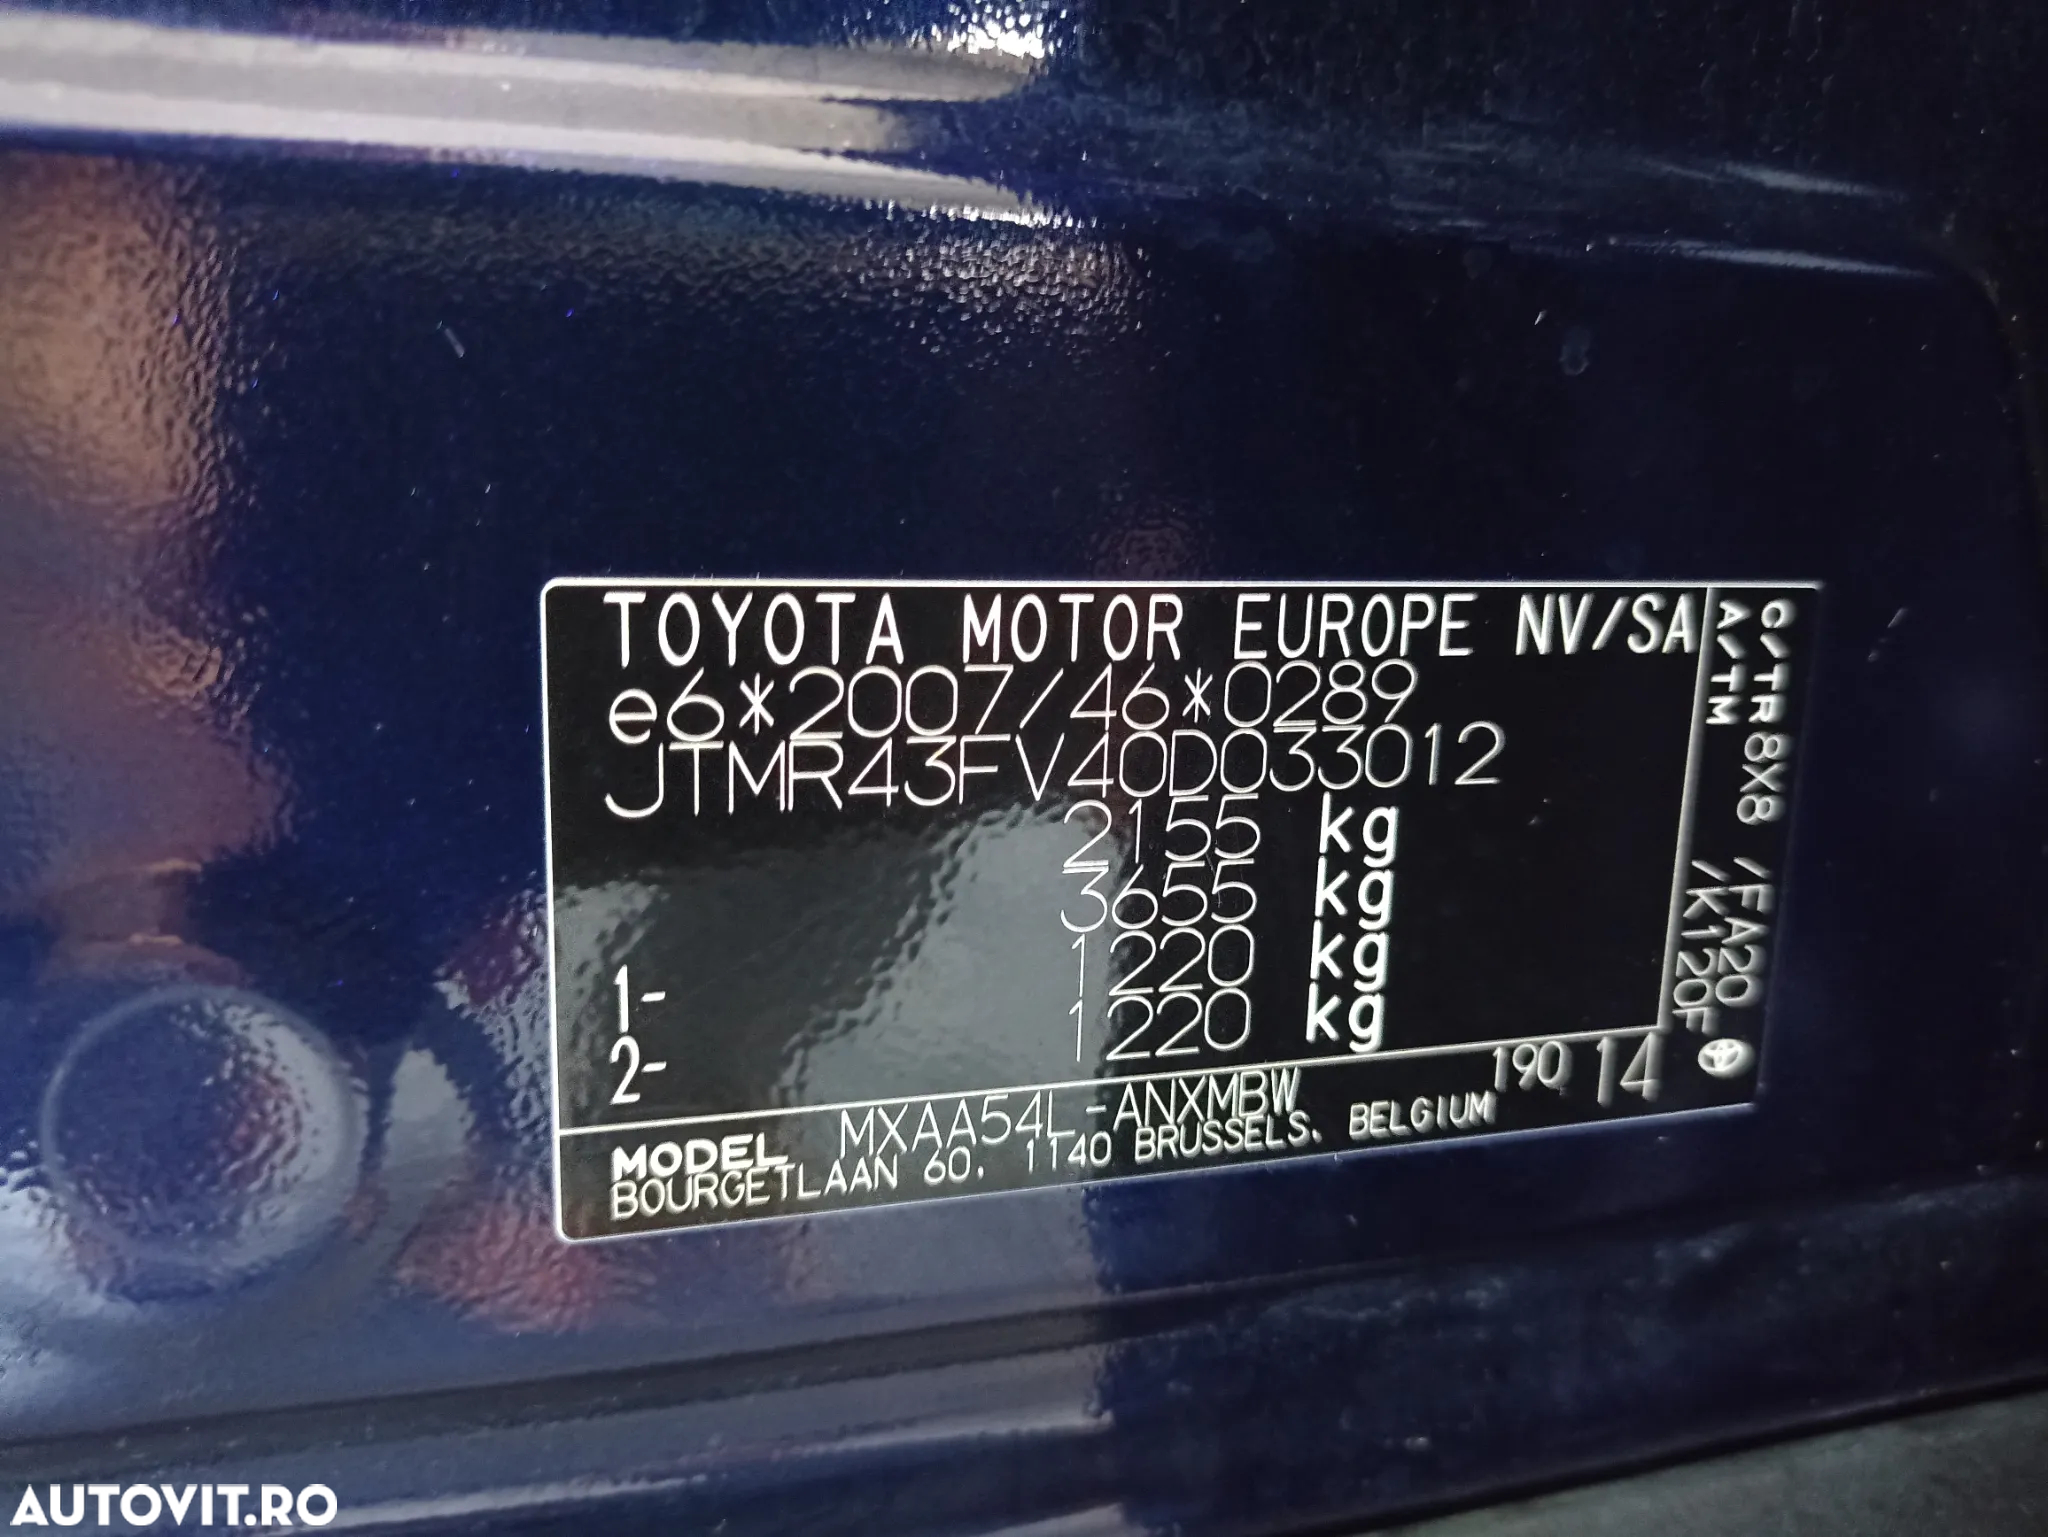 TOYOTA MOTOR EUROPE NV/SA
e6*2007/46*0289
JTMR43FV40D033012
2155 kg
3655 kg
1- 1220 kg
2- 1220 kg
MODEL MXAA54L-ANXMBW
BOURGETLAAN 60. 1140 BRUSSELS. BELGIUM
190 14
C/TR 8X8 /FA20
A/TM /K120F
AUTOVIT.RO